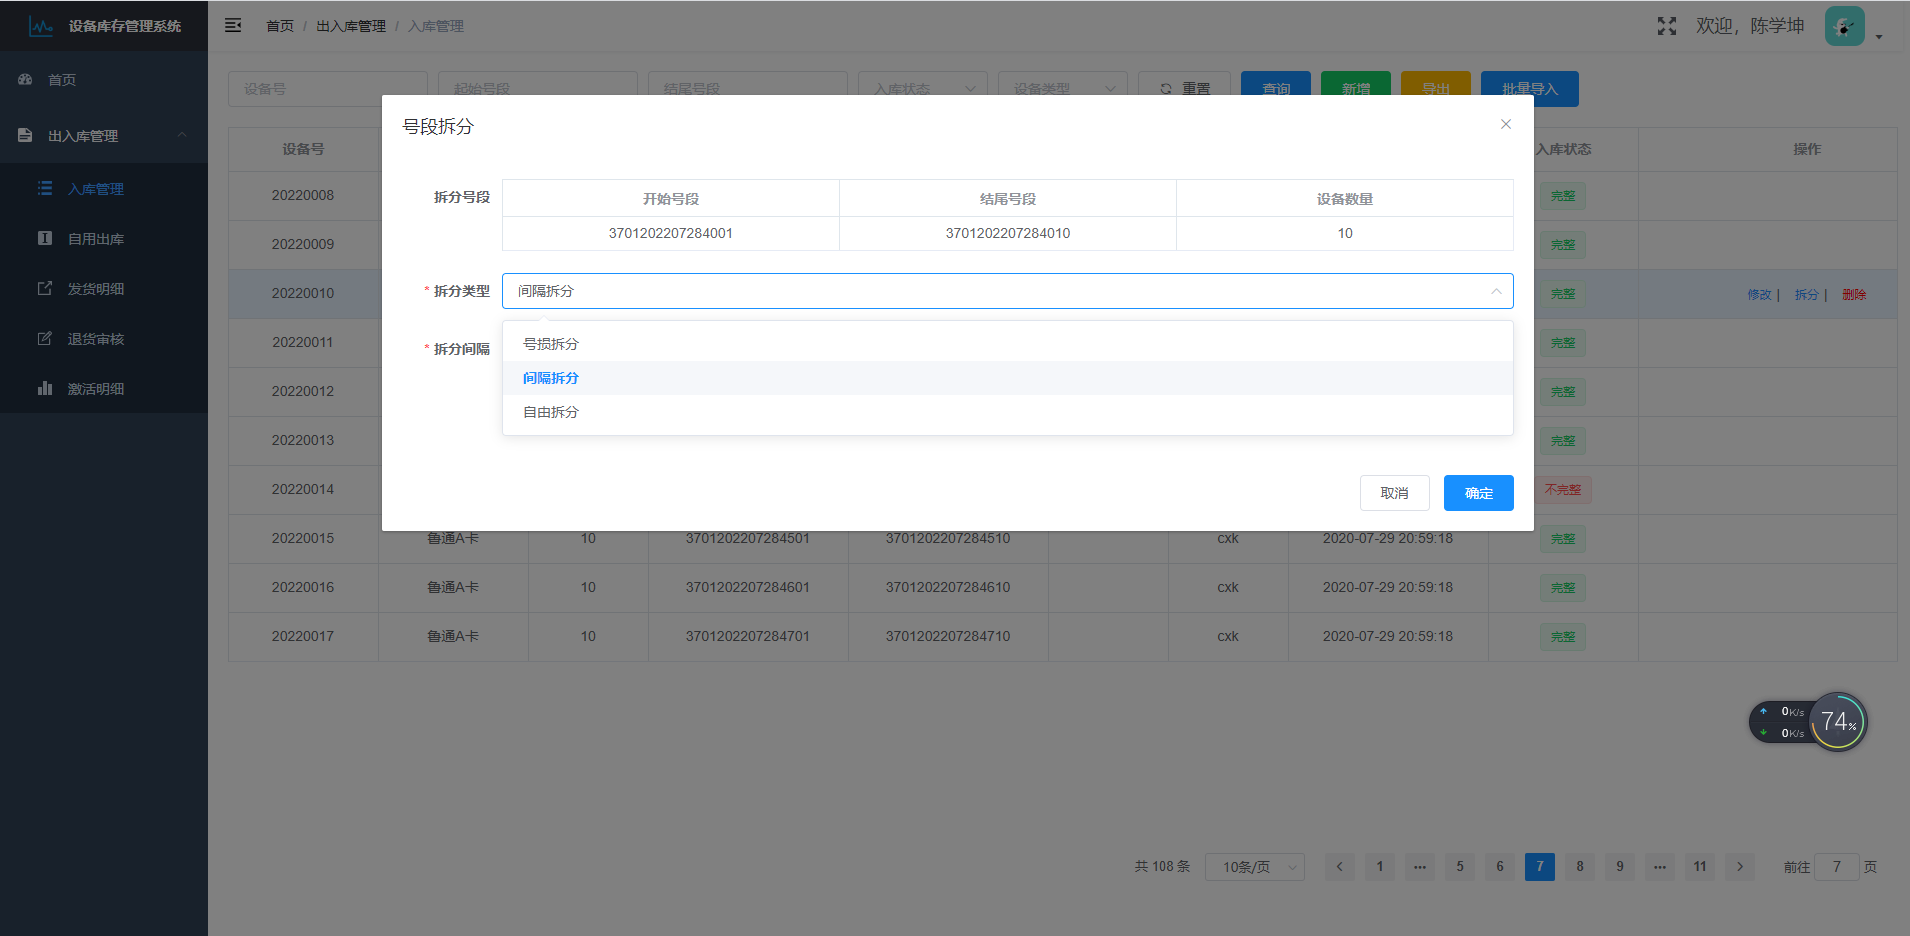 设备库存管理系统
首页 / 出入库管理 / 入库管理
欢迎，陈学坤
首页
出入库管理
入库管理
自用出库
发货明细
退货审核
激活明细
设备号 起始号段 结尾号段 入库状态 设备类型 重置 查询 新增 导出 批量导入
设备号 入库状态 操作
20220008 完整
20220009 完整
20220010 完整 修改 | 拆分 | 删除
20220011 完整
20220012 完整
20220013 完整
20220014 不完整
20220015 鲁通A卡 10 3701202207284501 3701202207284510 cxk 2020-07-29 20:59:18 完整
20220016 鲁通A卡 10 3701202207284601 3701202207284610 cxk 2020-07-29 20:59:18 完整
20220017 鲁通A卡 10 3701202207284701 3701202207284710 cxk 2020-07-29 20:59:18 完整
号段拆分
拆分号段
开始号段 结尾号段 设备数量
3701202207284001 3701202207284010 10
* 拆分类型 间隔拆分
* 拆分间隔
号损拆分
间隔拆分
自由拆分
取消 确定
0K/s
0K/s
74%
共 108 条 10条/页 1 ··· 5 6 7 8 9 ··· 11 前往 7 页